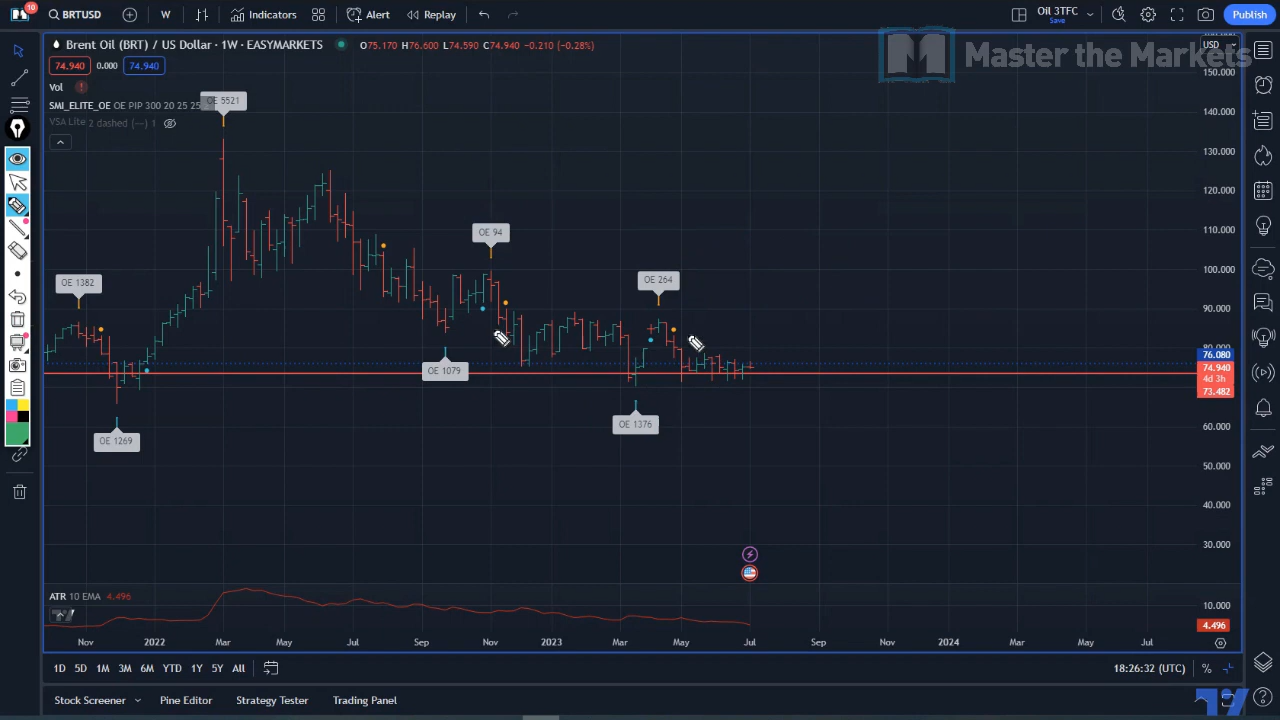 10
BRTUSD
W
Indicators
Alert
Replay
Oil 3TFC
Save
Publish
Brent Oil (BRT) / US Dollar · 1W · EASYMARKETS
O75.170 H76.600 L74.590 C74.940 -0.210 (-0.28%)
USD
Master the Markets
74.940
0.000
74.940
Vol
SMI_ELITE_OE OE PIP 300 20 25 25
VSA Lite 2 dashed (—) 1
OE 5521
OE 94
OE 1382
OE 264
OE 1079
OE 1376
OE 1269
150.000
140.000
130.000
120.000
110.000
100.000
90.000
80.000
76.080
74.940
4d 3h
73.482
60.000
50.000
40.000
30.000
ATR 10 EMA 4.496
10.000
4.496
Nov 2022 Mar May Jul Sep Nov 2023 Mar May Jul Sep Nov 2024 Mar May Jul
1D 5D 1M 3M 6M YTD 1Y 5Y All
18:26:32 (UTC)
%
Stock Screener
Pine Editor
Strategy Tester
Trading Panel